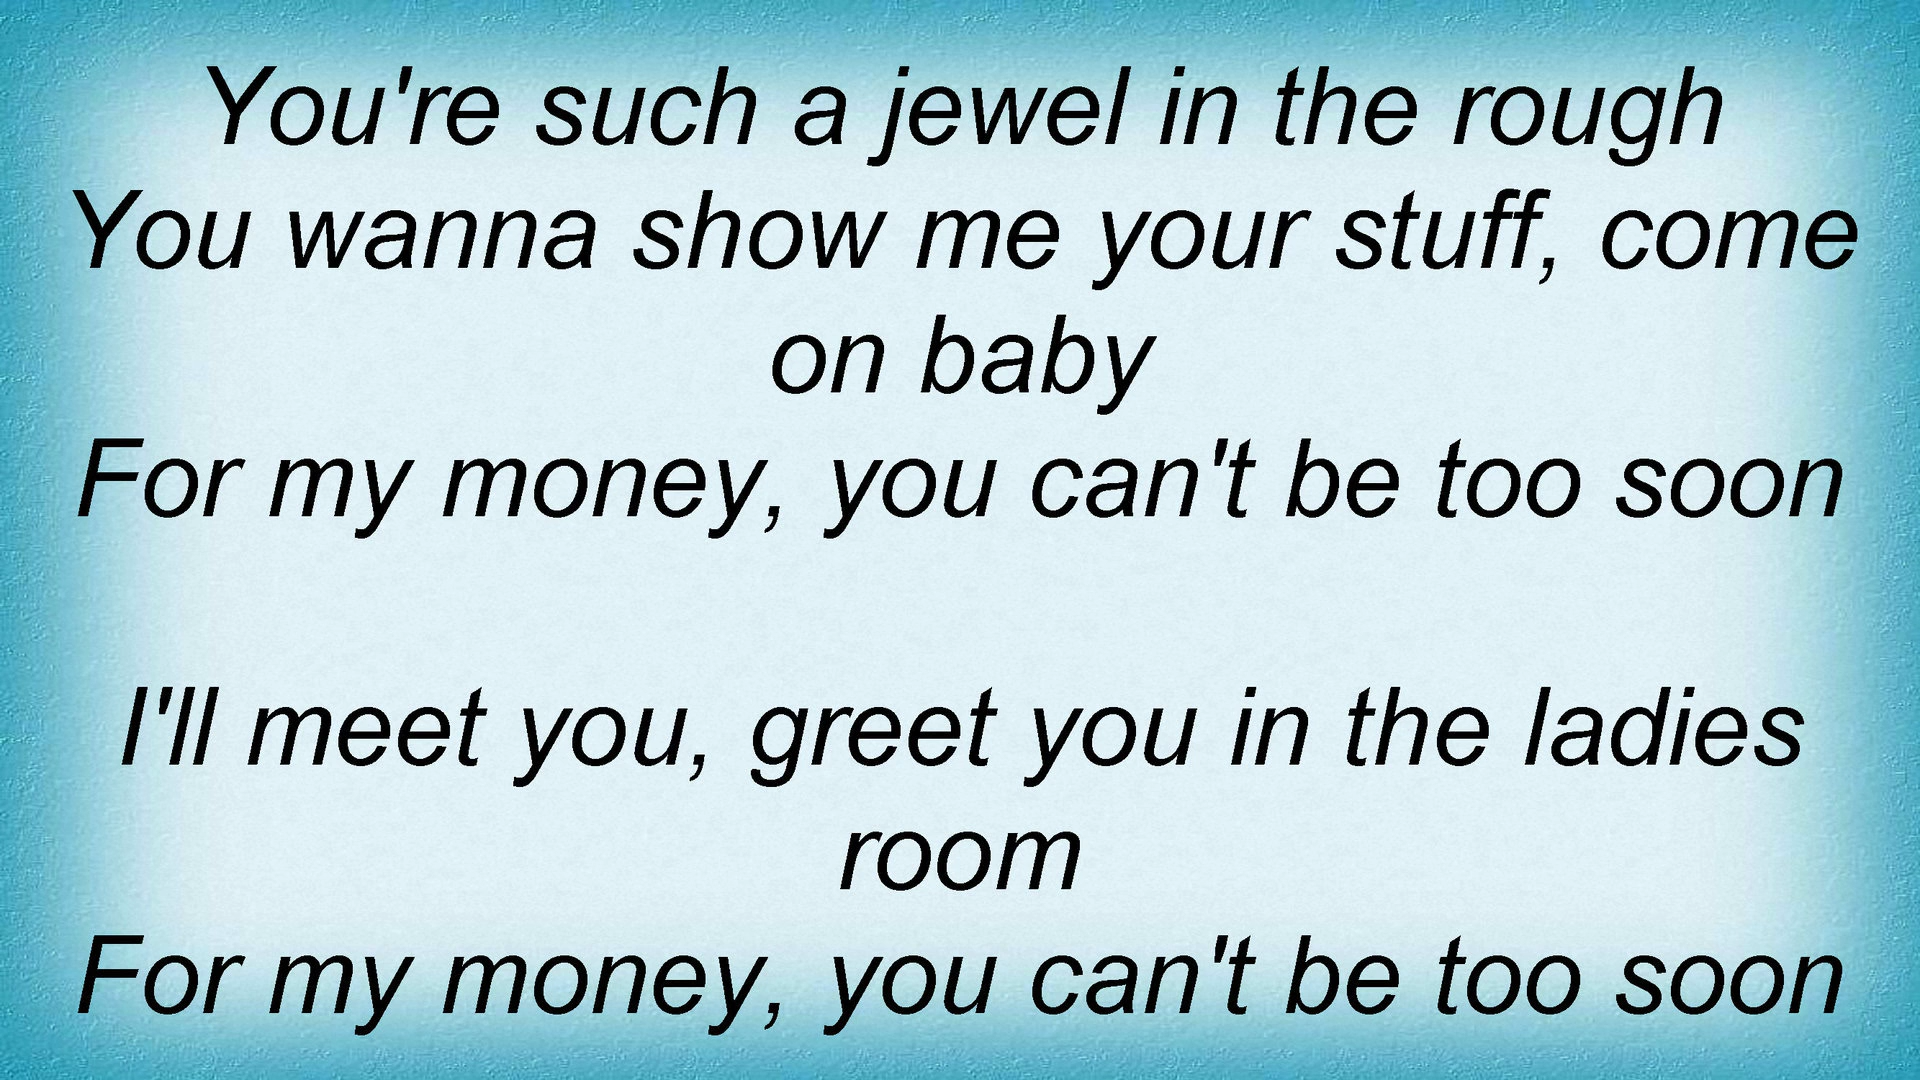 You're such a jewel in the rough
You wanna show me your stuff, come
on baby
For my money, you can't be too soon
I'll meet you, greet you in the ladies
room
For my money, you can't be too soon